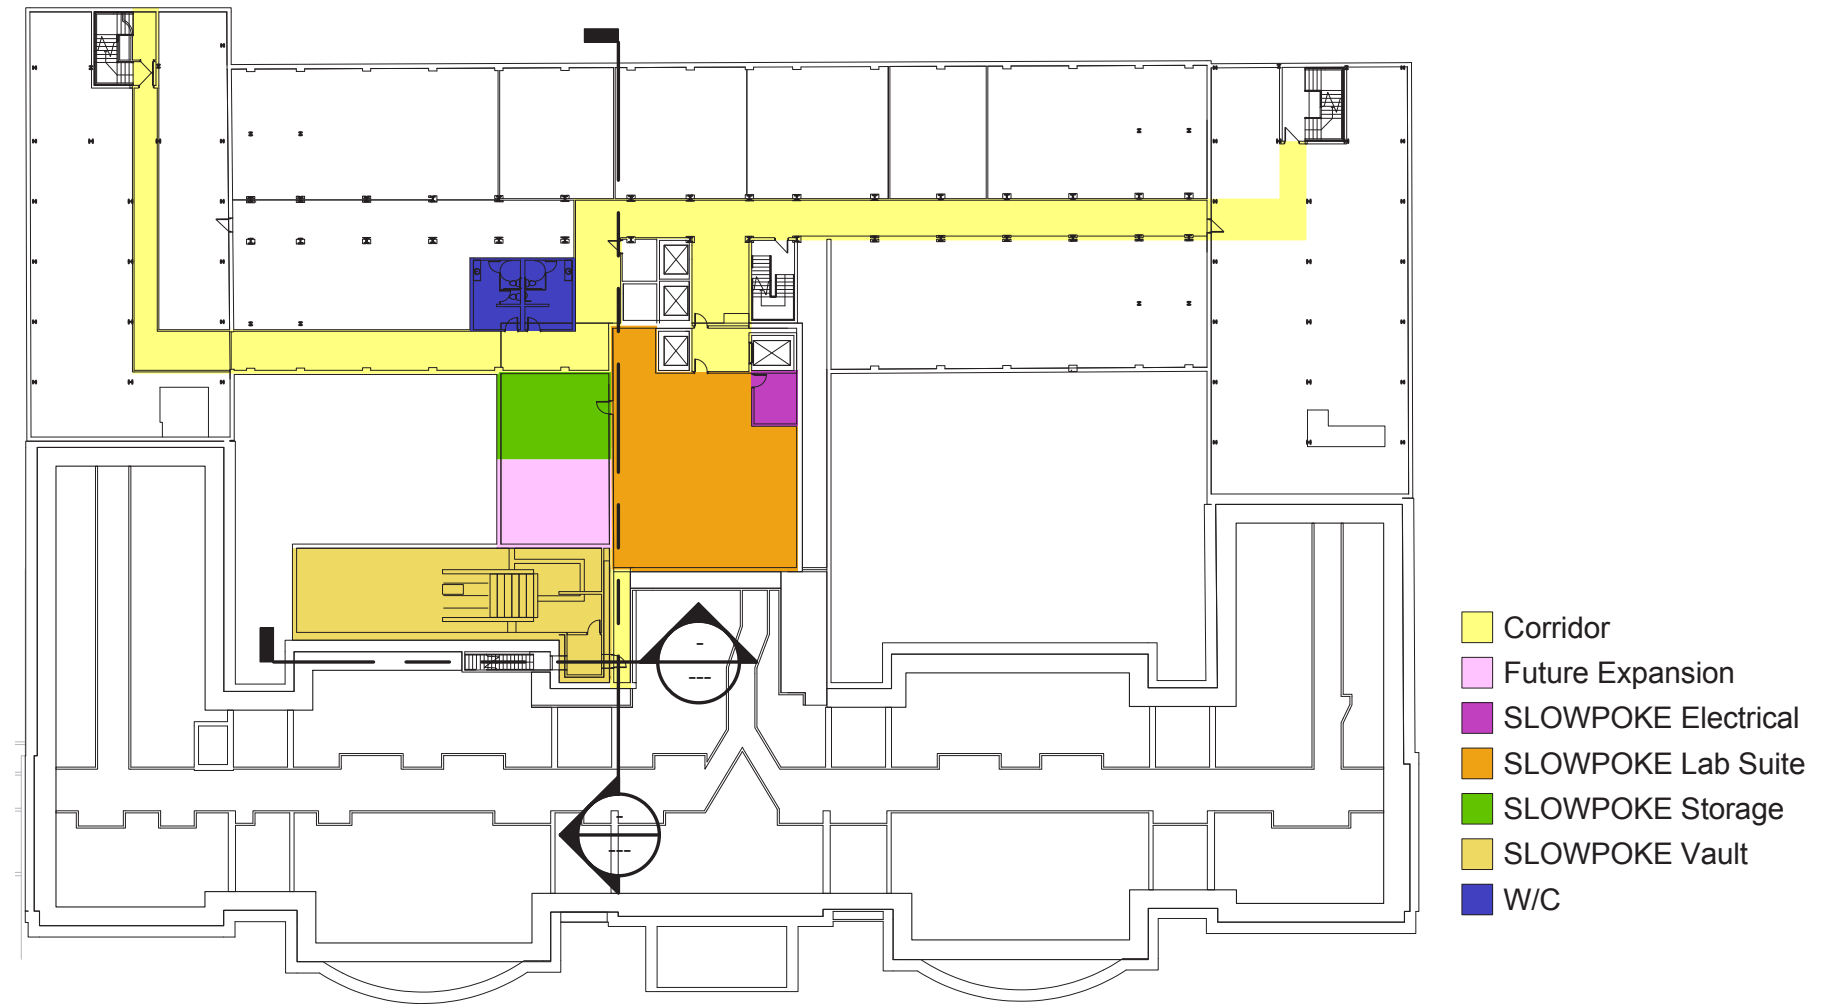 Corridor
Future Expansion
SLOWPOKE Electrical
SLOWPOKE Lab Suite
SLOWPOKE Storage
SLOWPOKE Vault
W/C
-
---
-
---